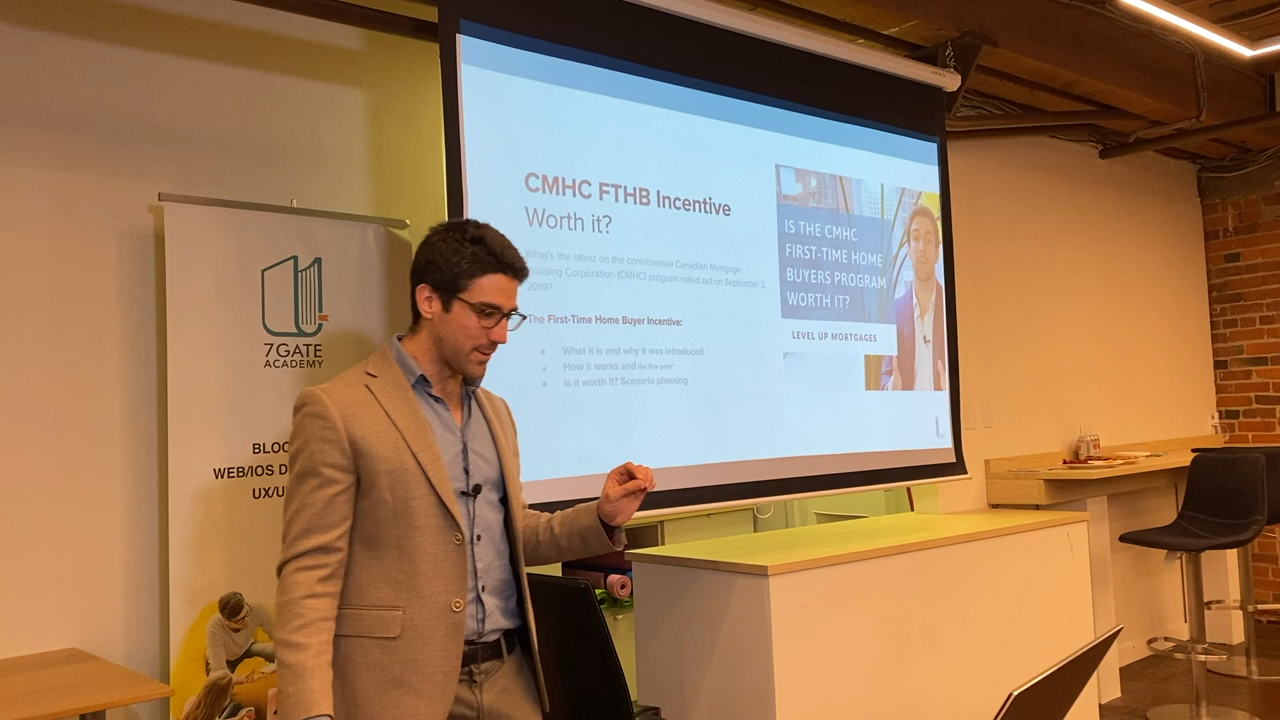 7GATE
ACADEMY
BLOC
WEB/IOS D
UX/U
CMHC FTHB Incentive
Worth it?
What's the latest on the controversial Canadian Mortgage
Housing Corporation (CMHC) program rolled out on September 2,
2019?
The First-Time Home Buyer Incentive:
What it is and why it was introduced
How it works and the fine print*
Is it worth it? Scenario planning
IS THE CMHC
FIRST-TIME HOME
BUYERS PROGRAM
WORTH IT?
LEVEL UP MORTGAGES